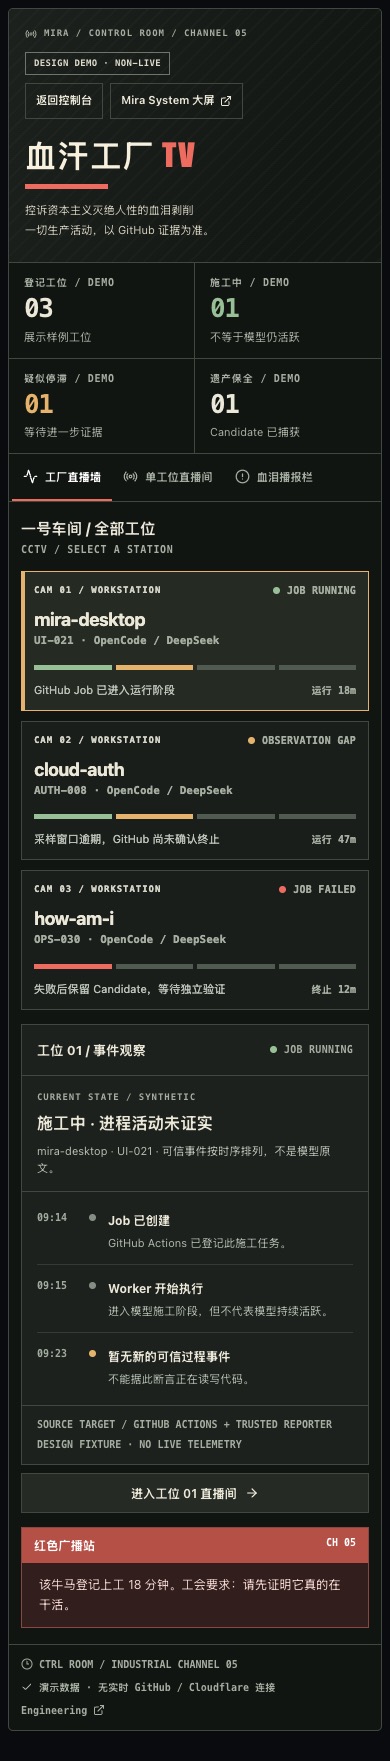 MIRA / CONTROL ROOM / CHANNEL 05
DESIGN DEMO · NON-LIVE
返回控制台
Mira System 大屏
血汗工厂 TV
控诉资本主义灭绝人性的血泪剥削
一切生产活动，以 GitHub 证据为准。
登记工位 / DEMO
03
展示样例工位
施工中 / DEMO
01
不等于模型仍活跃
疑似停滞 / DEMO
01
等待进一步证据
遗产保全 / DEMO
01
Candidate 已捕获
工厂直播墙
单工位直播间
血泪播报栏
一号车间 / 全部工位
CCTV / SELECT A STATION
CAM 01 / WORKSTATION
JOB RUNNING
mira-desktop
UI-021 · OpenCode / DeepSeek
GitHub Job 已进入运行阶段
运行 18m
CAM 02 / WORKSTATION
OBSERVATION GAP
cloud-auth
AUTH-008 · OpenCode / DeepSeek
采样窗口逾期，GitHub 尚未确认终止
运行 47m
CAM 03 / WORKSTATION
JOB FAILED
how-am-i
OPS-030 · OpenCode / DeepSeek
失败后保留 Candidate，等待独立验证
终止 12m
工位 01 / 事件观察
JOB RUNNING
CURRENT STATE / SYNTHETIC
施工中 · 进程活动未证实
mira-desktop · UI-021 · 可信事件按时序排列，不是模型原
文。
09:14
Job 已创建
GitHub Actions 已登记此施工任务。
09:15
Worker 开始执行
进入模型施工阶段，但不代表模型持续活跃。
09:23
暂无新的可信过程事件
不能据此断言正在读写代码。
SOURCE TARGET / GITHUB ACTIONS + TRUSTED REPORTER
DESIGN FIXTURE · NO LIVE TELEMETRY
进入工位 01 直播间
红色广播站
CH 05
该牛马登记上工 18 分钟。工会要求：请先证明它真的在
干活。
CTRL ROOM / INDUSTRIAL CHANNEL 05
演示数据 · 无实时 GitHub / Cloudflare 连接
Engineering